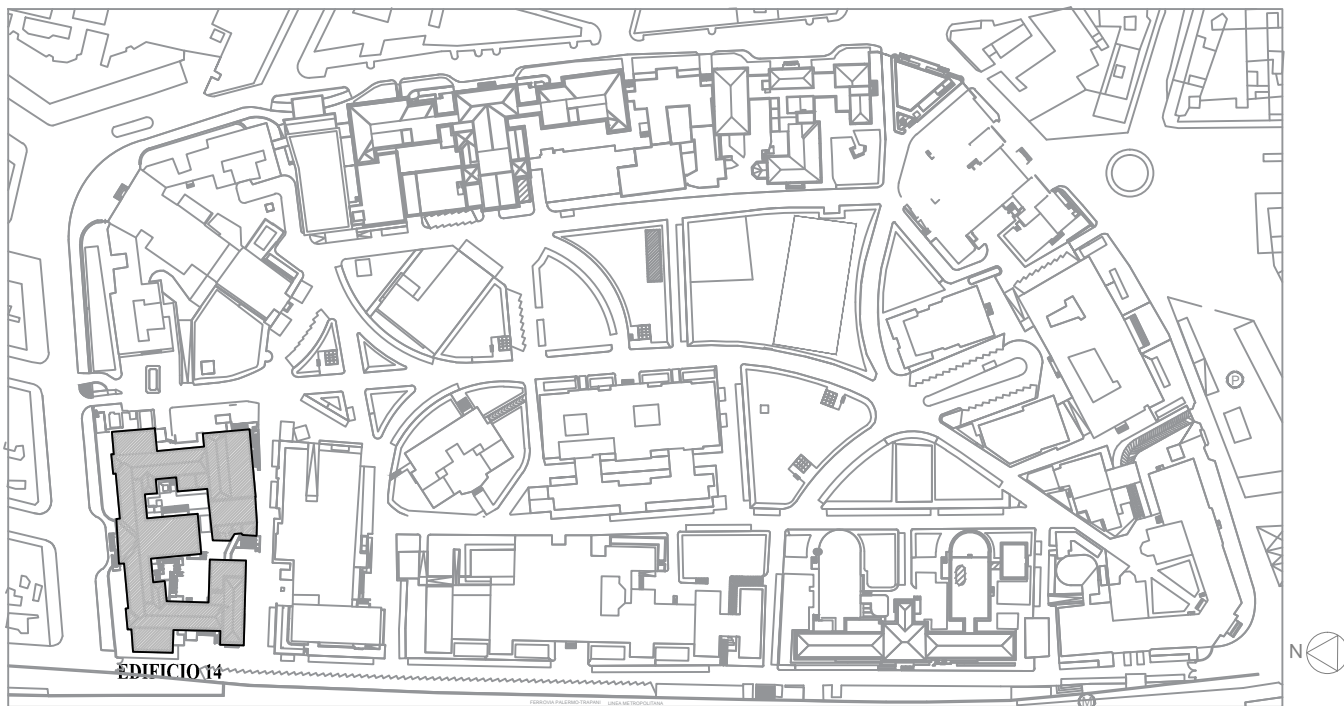 P
N
EDIFICIO 14
FERROVIA PALERMO-TRAPANI LINEA METROPOLITANA
M